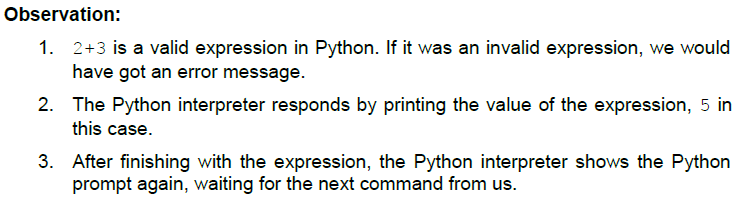 Observation:
1. 2+3 is a valid expression in Python. If it was an invalid expression, we would
have got an error message.
2. The Python interpreter responds by printing the value of the expression, 5 in
this case.
3. After finishing with the expression, the Python interpreter shows the Python
prompt again, waiting for the next command from us.